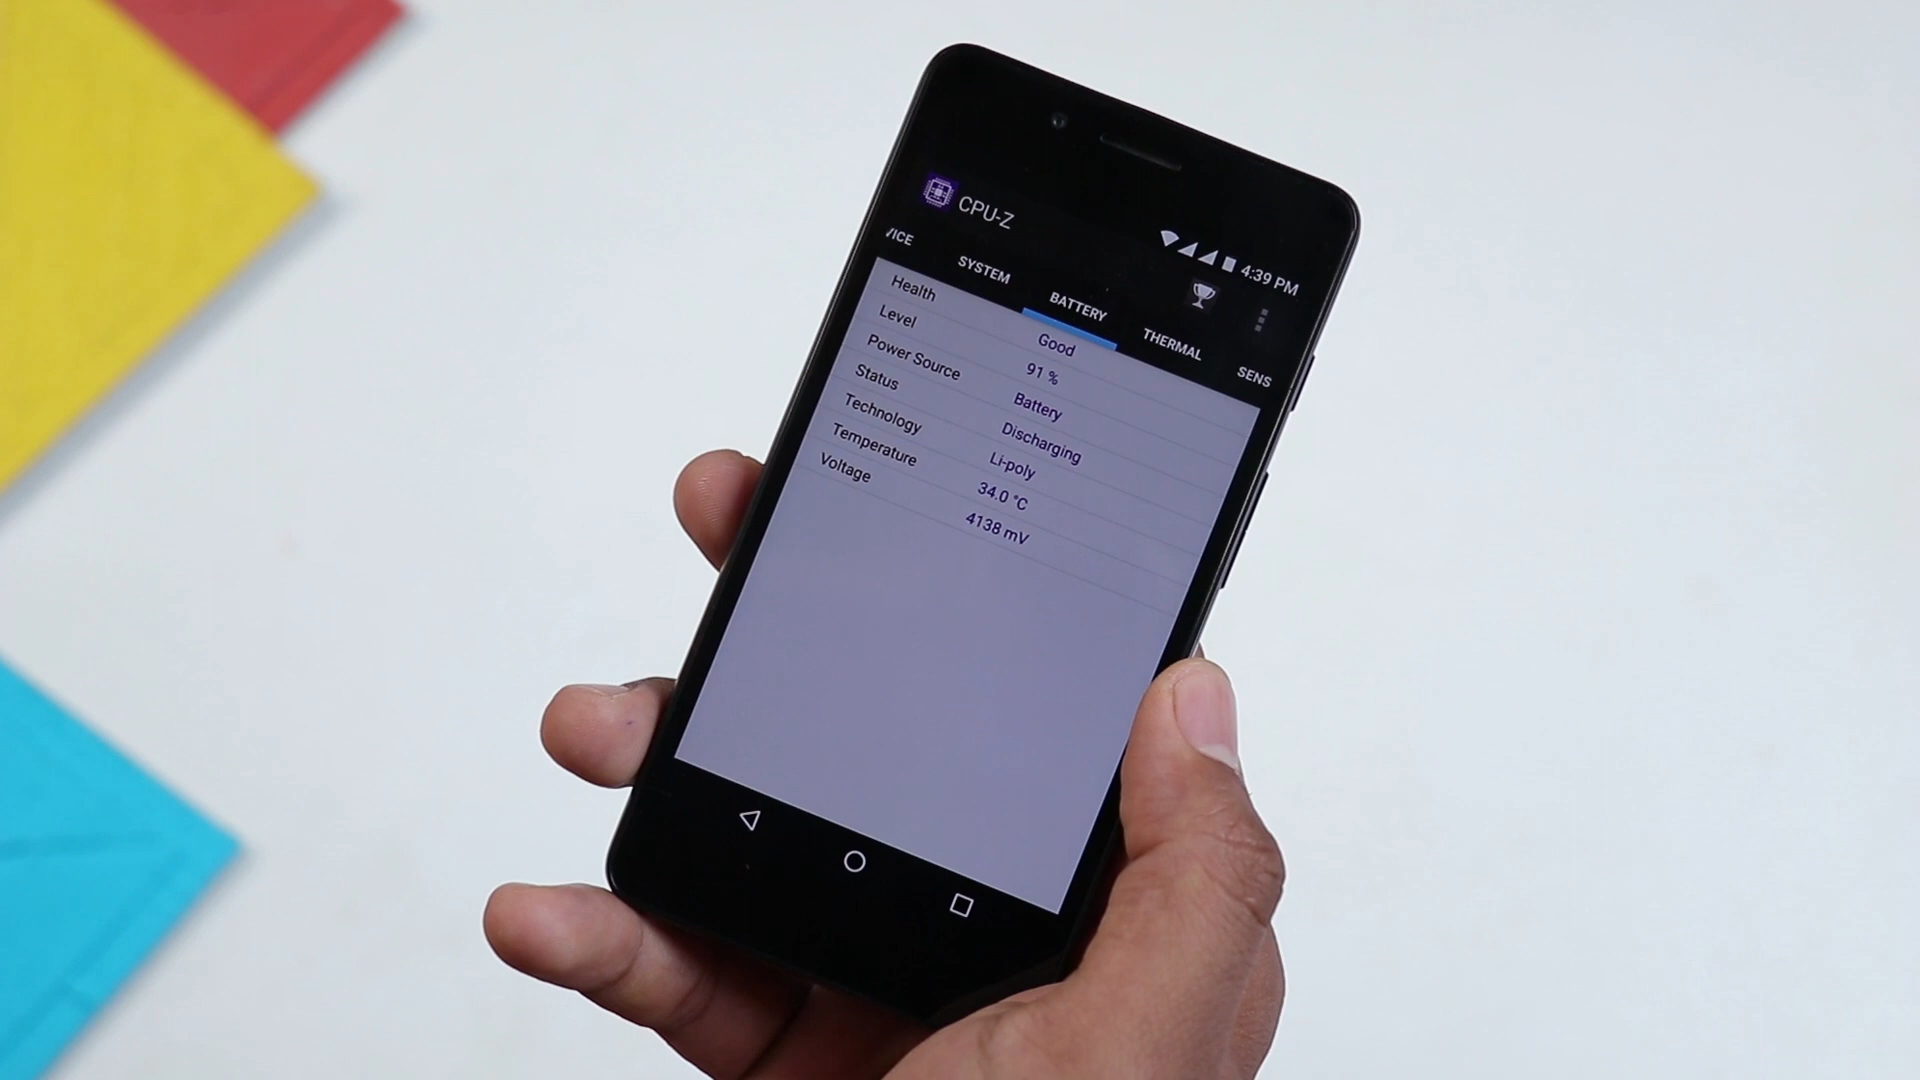 CPU-Z
4:39 PM
/ICE SYSTEM BATTERY THERMAL SENS
Health Good
Level 91 %
Power Source Battery
Status Discharging
Technology Li-poly
Temperature 34.0 °C
Voltage 4138 mV